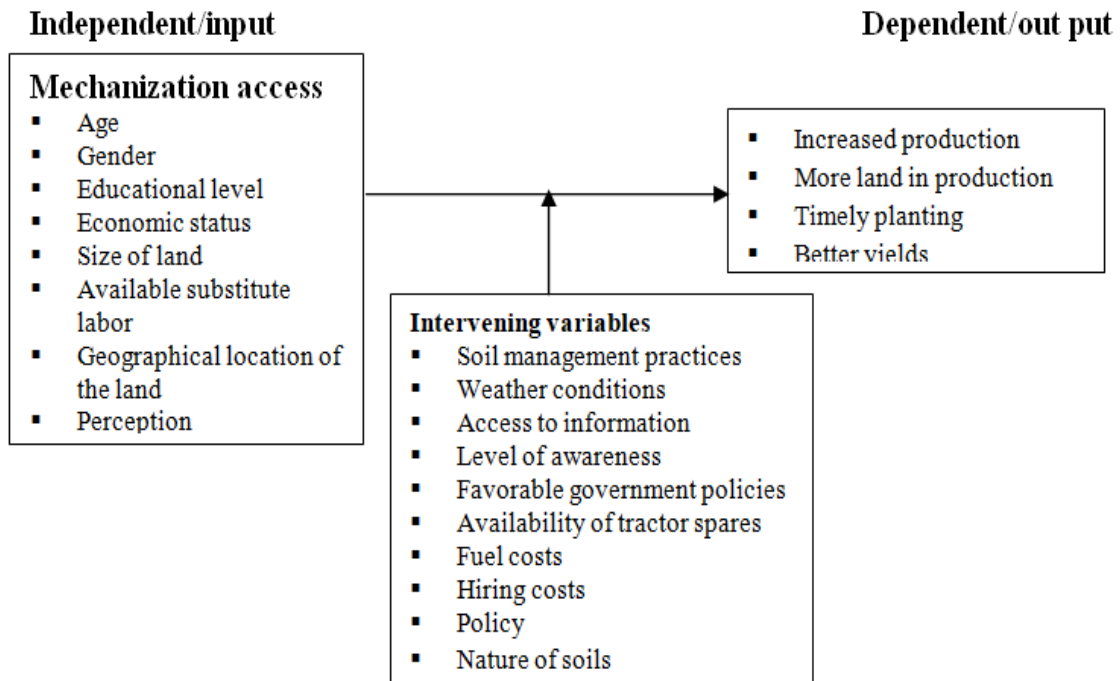 Independent/input
Dependent/out put
Mechanization access
▪ Age
▪ Gender
▪ Educational level
▪ Economic status
▪ Size of land
▪ Available substitute
labor
▪ Geographical location of
the land
▪ Perception
▪ Increased production
▪ More land in production
▪ Timely planting
▪ Better yields
Intervening variables
▪ Soil management practices
▪ Weather conditions
▪ Access to information
▪ Level of awareness
▪ Favorable government policies
▪ Availability of tractor spares
▪ Fuel costs
▪ Hiring costs
▪ Policy
▪ Nature of soils